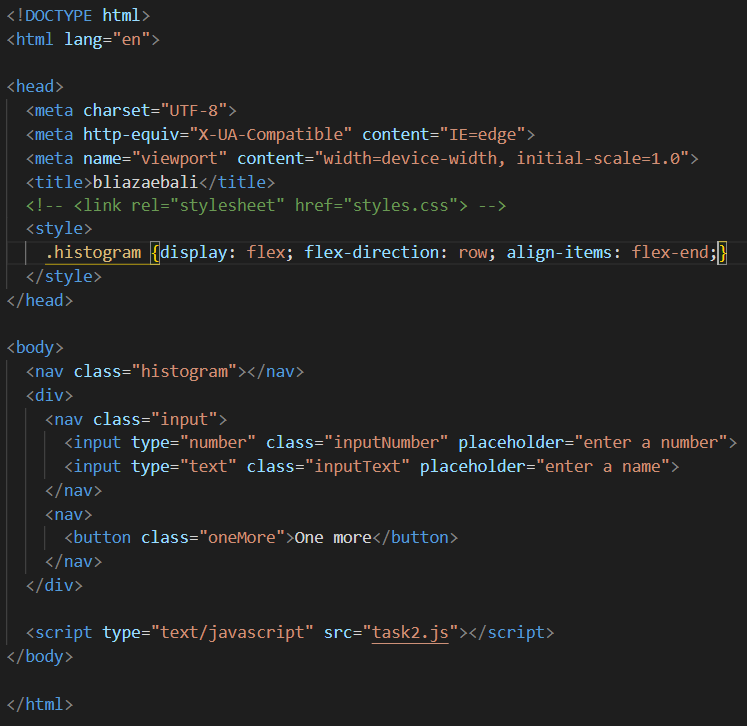 <!DOCTYPE html>
<html lang="en">
<head>
<meta charset="UTF-8">
<meta http-equiv="X-UA-Compatible" content="IE=edge">
<meta name="viewport" content="width=device-width, initial-scale=1.0">
<title>bliazaebali</title>
<!-- <link rel="stylesheet" href="styles.css"> -->
<style>
.histogram {display: flex; flex-direction: row; align-items: flex-end;}
</style>
</head>
<body>
<nav class="histogram"></nav>
<div>
<nav class="input">
<input type="number" class="inputNumber" placeholder="enter a number">
<input type="text" class="inputText" placeholder="enter a name">
</nav>
<nav>
<button class="oneMore">One more</button>
</nav>
</div>
<script type="text/javascript" src="task2.js"></script>
</body>
</html>